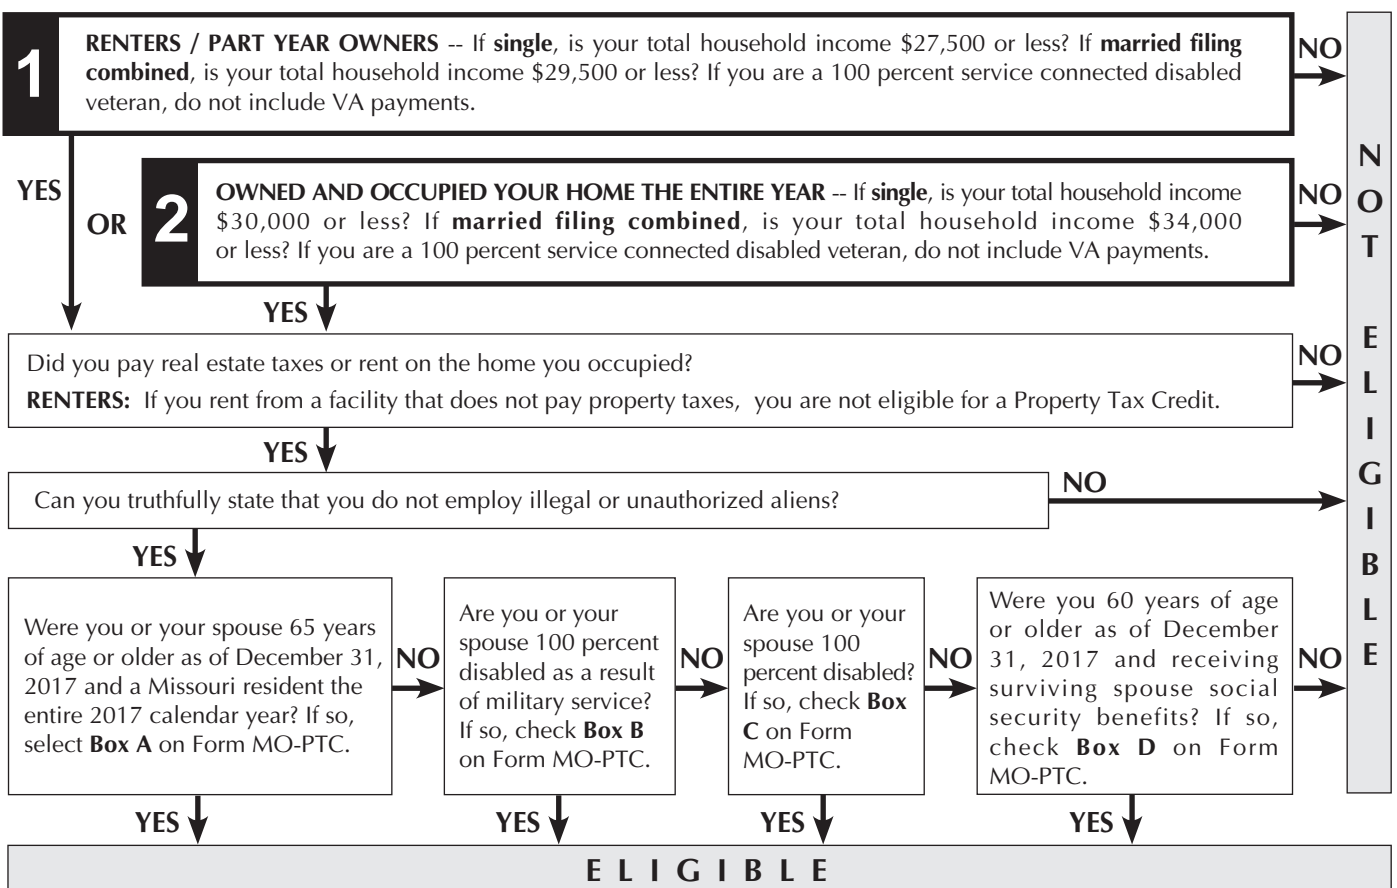 1
RENTERS / PART YEAR OWNERS -- If single, is your total household income $27,500 or less? If married filing
combined, is your total household income $29,500 or less? If you are a 100 percent service connected disabled
veteran, do not include VA payments.
NO
YES
OR
2
OWNED AND OCCUPIED YOUR HOME THE ENTIRE YEAR -- If single, is your total household income
$30,000 or less? If married filing combined, is your total household income $34,000
or less? If you are a 100 percent service connected disabled veteran, do not include VA payments.
NO
YES
Did you pay real estate taxes or rent on the home you occupied?
RENTERS: If you rent from a facility that does not pay property taxes, you are not eligible for a Property Tax Credit.
NO
YES
Can you truthfully state that you do not employ illegal or unauthorized aliens?
NO
YES
Were you or your spouse 65 years
of age or older as of December 31,
2017 and a Missouri resident the
entire 2017 calendar year? If so,
select Box A on Form MO-PTC.
NO
Are you or your
spouse 100 percent
disabled as a result
of military service?
If so, check Box B
on Form MO-PTC.
NO
Are you or your
spouse 100
percent disabled?
If so, check Box
C on Form
MO-PTC.
NO
Were you 60 years of age
or older as of December
31, 2017 and receiving
surviving spouse social
security benefits? If so,
check Box D on Form
MO-PTC.
NO
YES
YES
YES
YES
NOT ELIGIBLE
ELIGIBLE